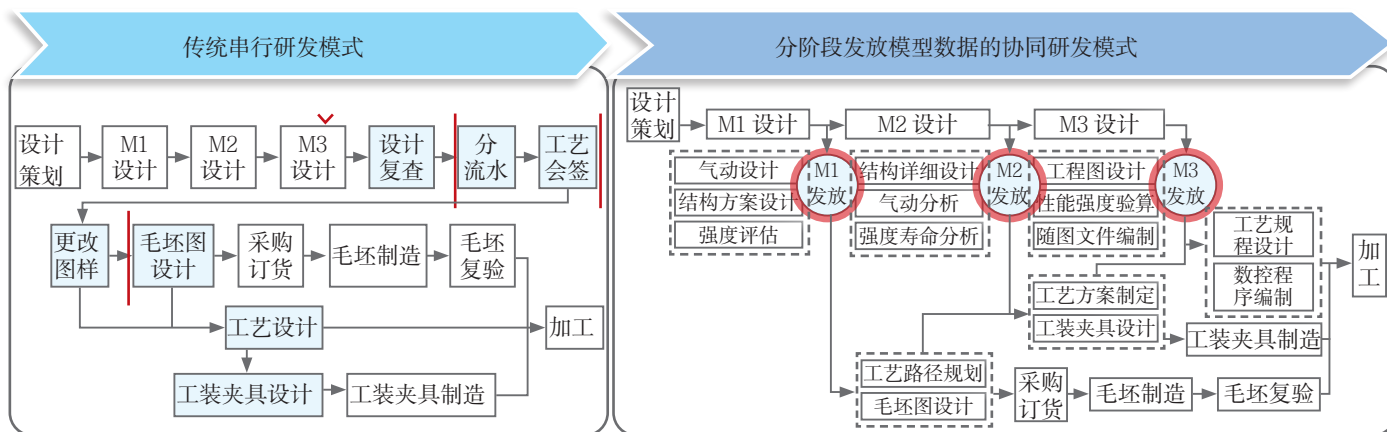 传统串行研发模式
设计
策划
M1
设计
M2
设计
M3
设计
设计
复查
分
流水
工艺
会签
更改
图样
毛坯图
设计
采购
订货
毛坯制造
毛坯
复验
工艺设计
加工
工装夹具设计
工装夹具制造
分阶段发放模型数据的协同研发模式
设计
策划
M1 设计
M2 设计
M3 设计
气动设计
结构方案设计
强度评估
M1
发放
结构详细设计
气动分析
强度寿命分析
M2
发放
工程图设计
性能强度验算
随图文件编制
M3
发放
工艺规
程设计
数控程
序编制
加
工
工艺方案制定
工装夹具设计
工装夹具制造
工艺路径规划
毛坯图设计
采购
订货
毛坯制造
毛坯复验